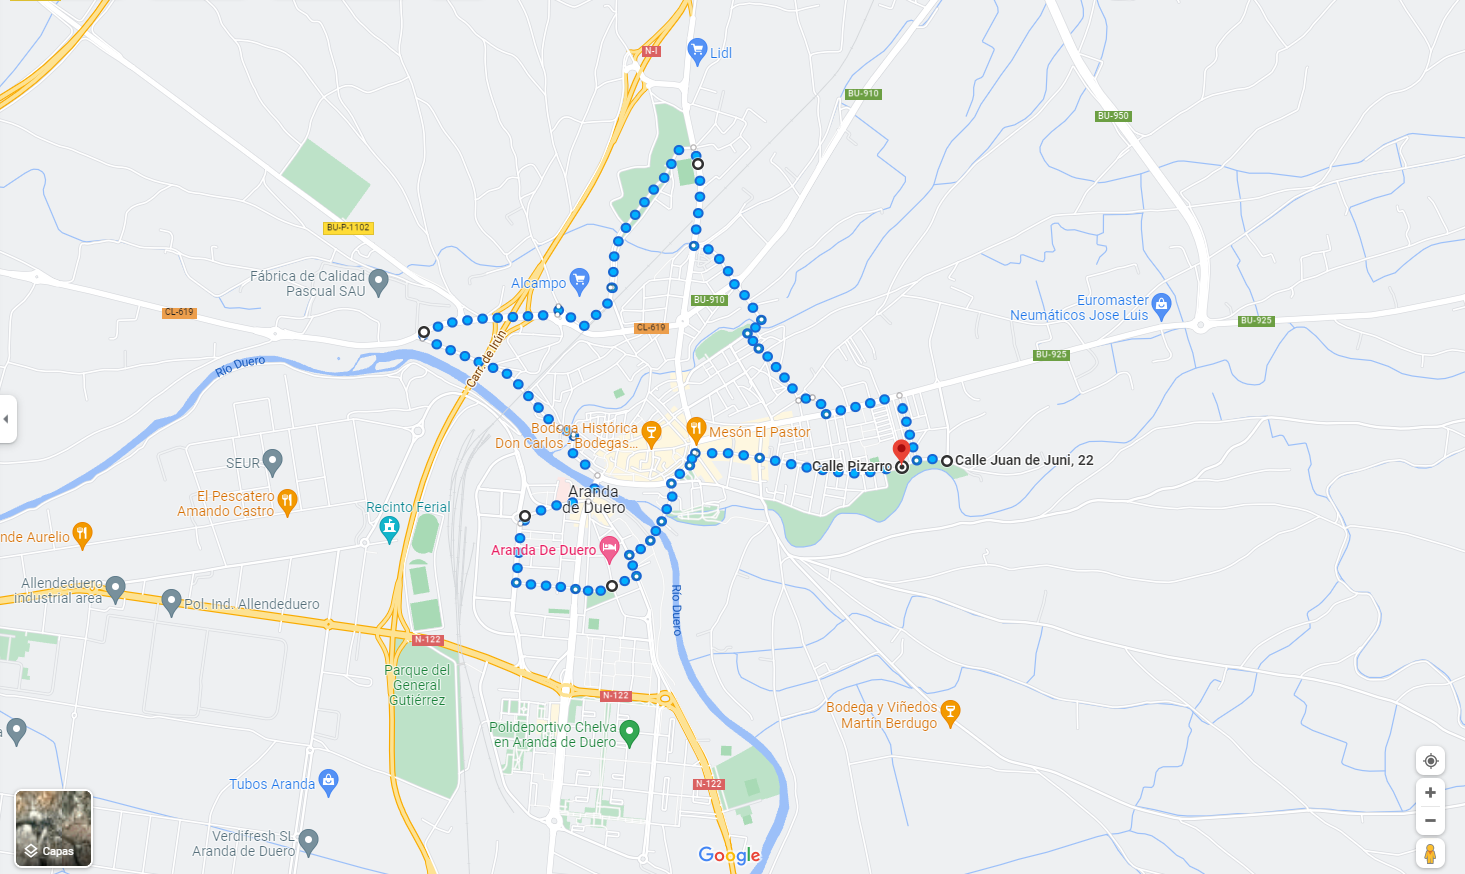 N-I
Lidl
BU-910
BU-950
BU-P-1102
Fábrica de Calidad
Pascual SAU
Alcampo
BU-910
Euromaster
Neumáticos Jose Luis
CL-619
CL-619
BU-925
BU-925
Río Duero
Carr. de Irún
Bodega Histórica
Don Carlos - Bodegas...
Mesón El Pastor
SEUR
Calle Pizarro
Calle Juan de Juni, 22
El Pescatero
Amando Castro
Recinto Ferial
Aranda
de Duero
nde Aurelio
Aranda De Duero
Allendeduero
industrial area
Pol. Ind. Allendeduero
Río Duero
N-122
Parque del
General
Gutiérrez
N-122
Bodega y Viñedos
Martín Berdugo
Polideportivo Chelva
en Aranda de Duero
Tubos Aranda
N-122
Verdifresh SL
Aranda de Duero
Capas
Google